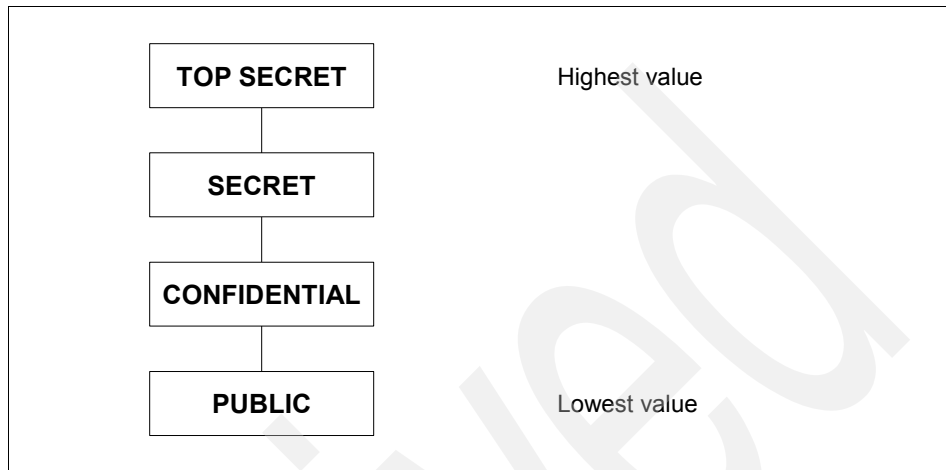 TOP SECRET Highest value
SECRET
CONFIDENTIAL
PUBLIC Lowest value